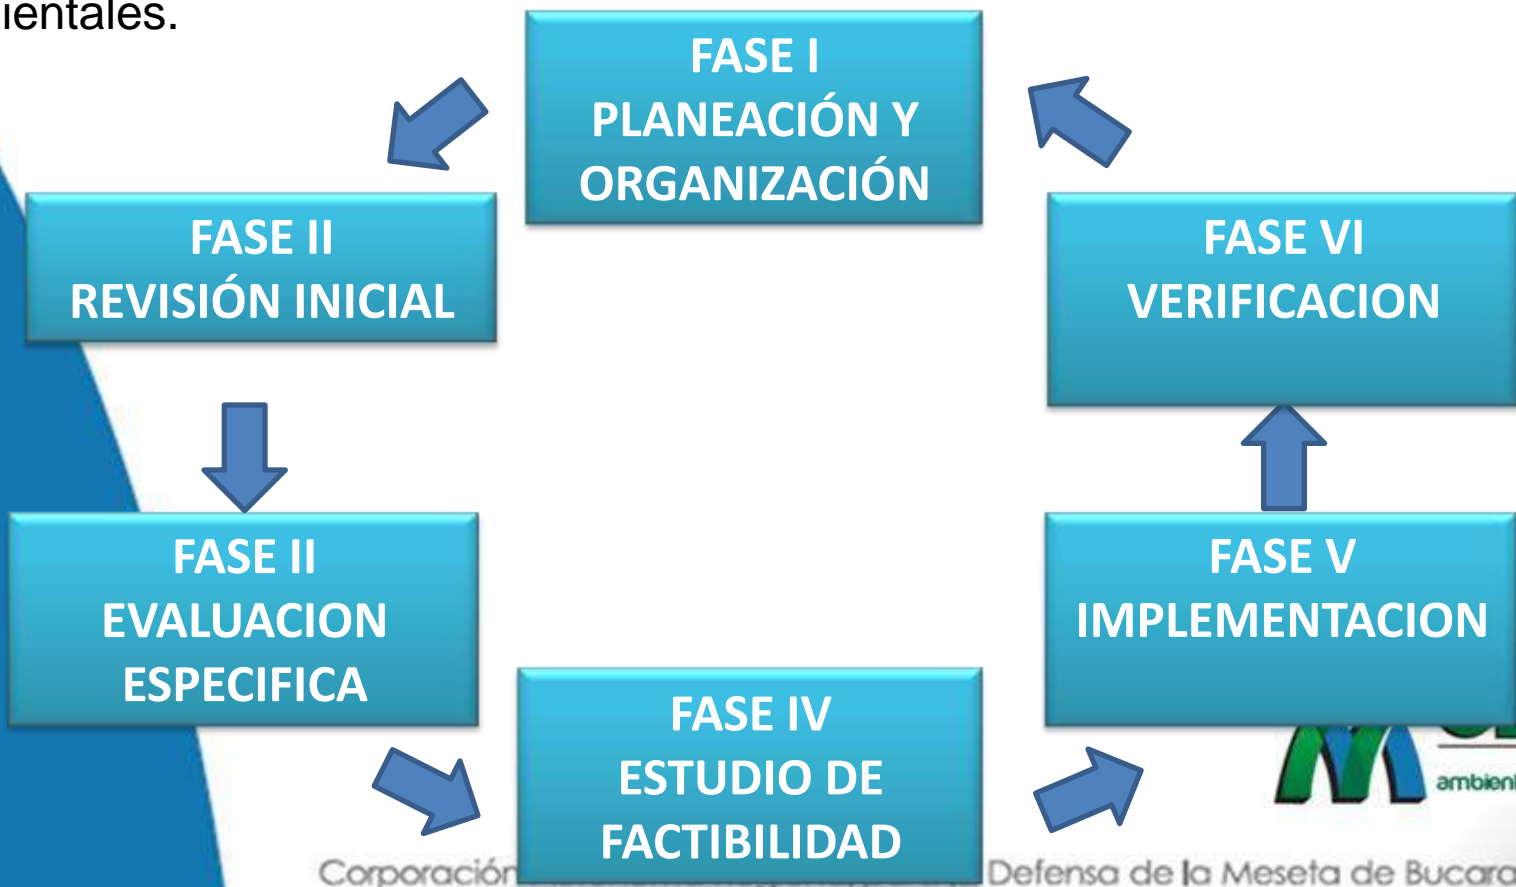 ientales.
FASE I
PLANEACIÓN Y
ORGANIZACIÓN
FASE II
REVISIÓN INICIAL
FASE II
EVALUACION
ESPECIFICA
FASE IV
ESTUDIO DE
FACTIBILIDAD
FASE V
IMPLEMENTACION
FASE VI
VERIFICACION
ambient
Corporación Defensa de la Meseta de Bucara